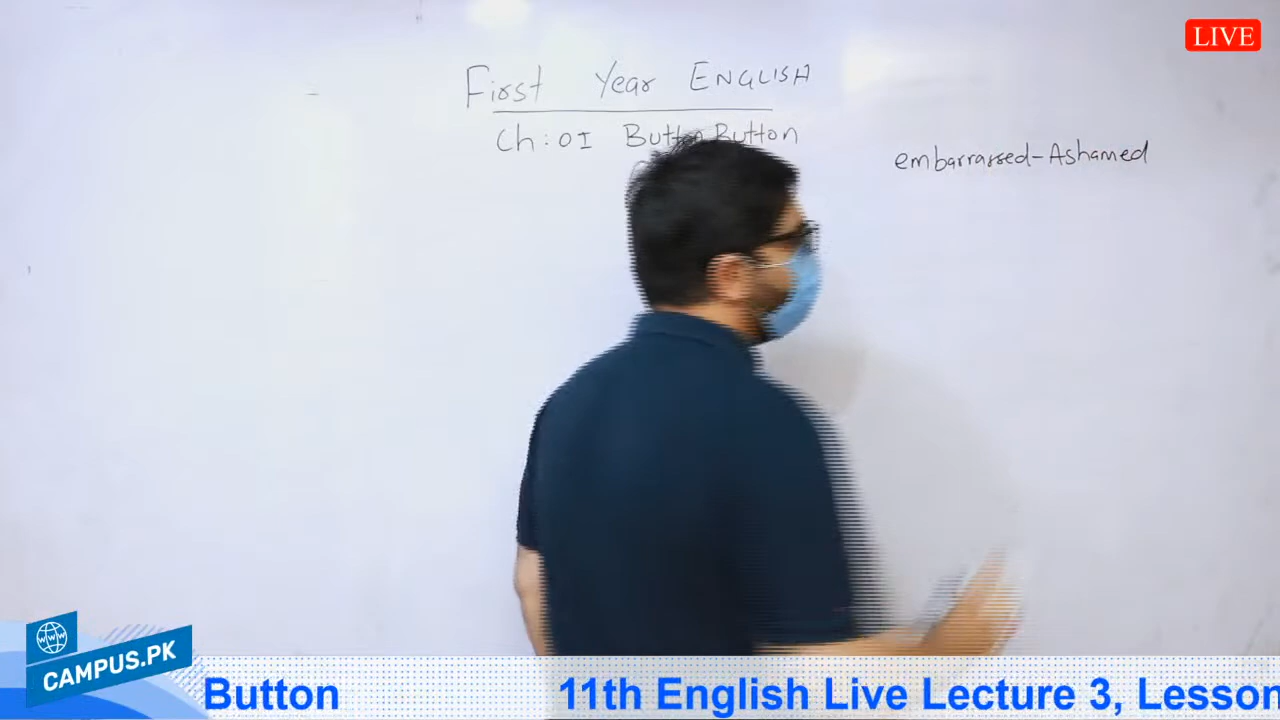 LIVE
First Year ENGLISH
Ch: 01 Button Button
embarrassed-Ashamed
WWW
CAMPUS.PK
Button 11th English Live Lecture 3, Lesson